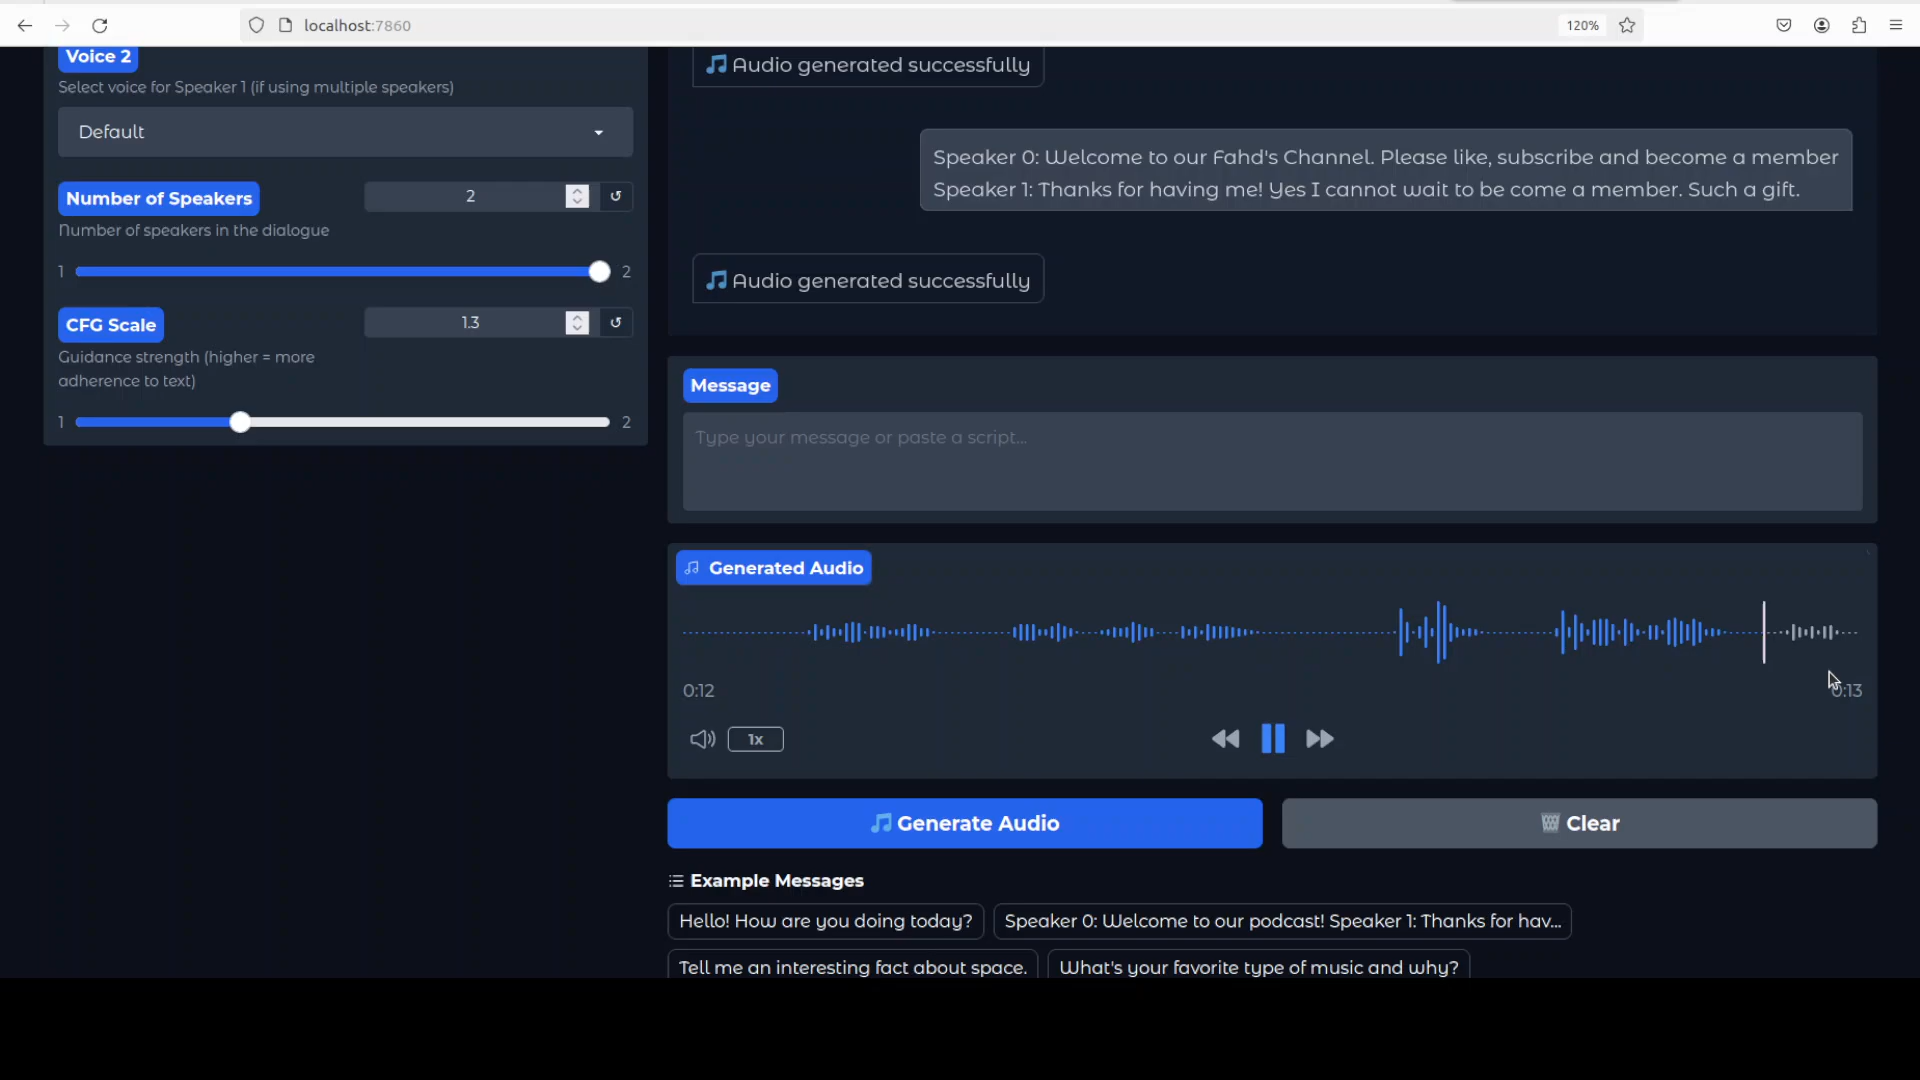 localhost:7860
120%
Voice 2
Select voice for Speaker 1 (if using multiple speakers)
Default
Number of Speakers
2
Number of speakers in the dialogue
1
2
CFG Scale
1.3
Guidance strength (higher = more
adherence to text)
1
2
Audio generated successfully
Speaker 0: Welcome to our Fahd's Channel. Please like, subscribe and become a member
Speaker 1: Thanks for having me! Yes I cannot wait to be come a member. Such a gift.
Audio generated successfully
Message
Type your message or paste a script...
Generated Audio
0:12
0:13
1x
Generate Audio
Clear
Example Messages
Hello! How are you doing today?
Speaker 0: Welcome to our podcast! Speaker 1: Thanks for hav...
Tell me an interesting fact about space.
What's your favorite type of music and why?